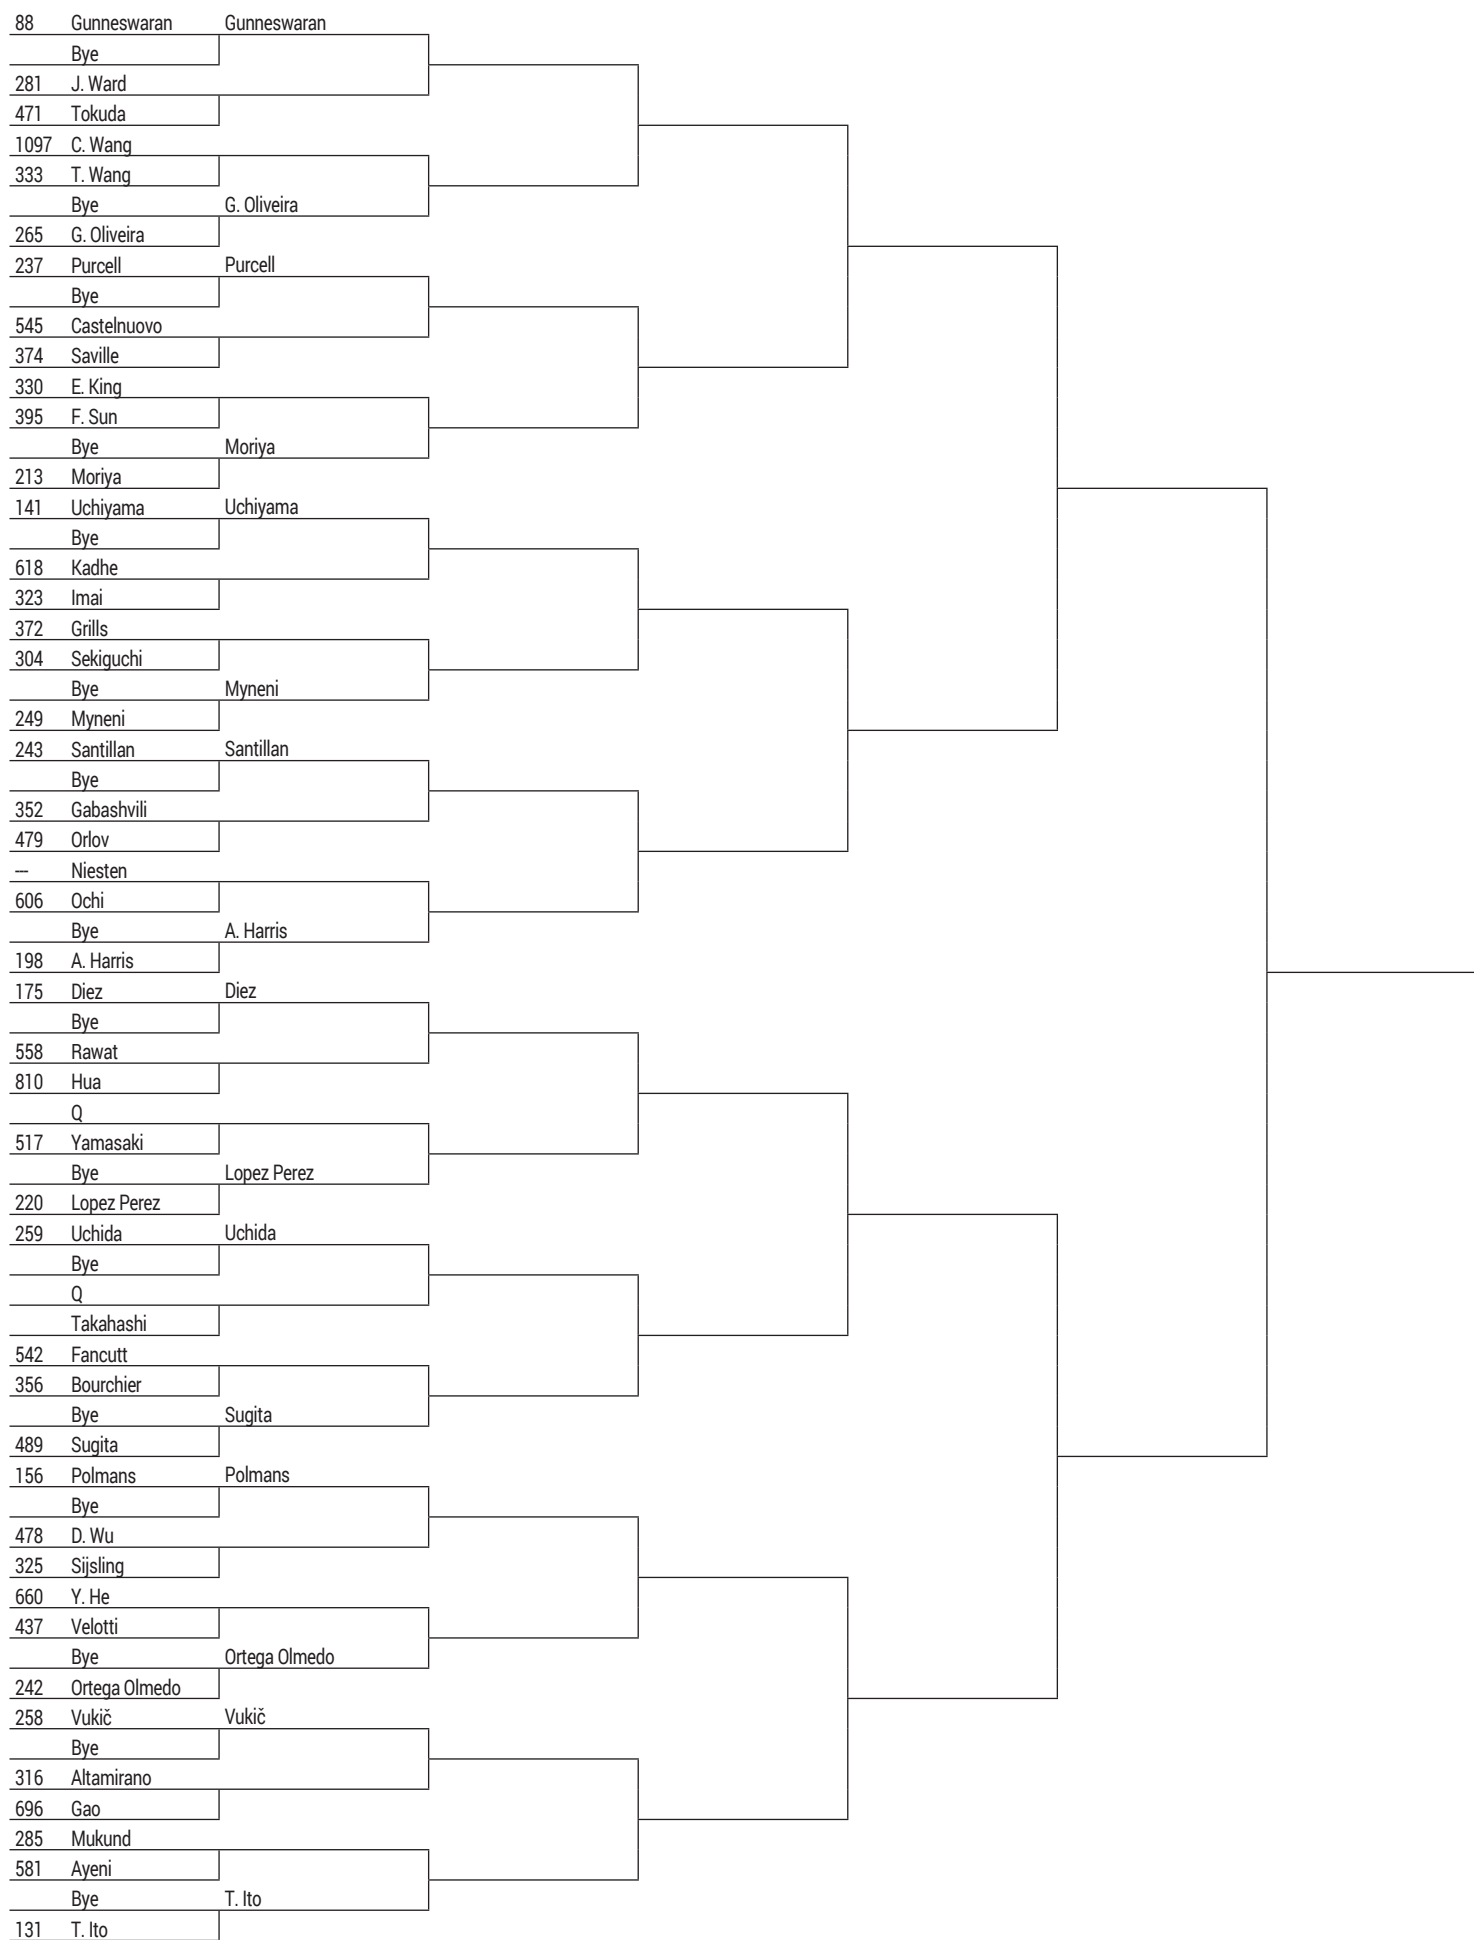 88 Gunneswaran Gunneswaran
Bye
281 J. Ward
471 Tokuda
1097 C. Wang
333 T. Wang
Bye G. Oliveira
265 G. Oliveira
237 Purcell Purcell
Bye
545 Castelnuovo
374 Saville
330 E. King
395 F. Sun
Bye Moriya
213 Moriya
141 Uchiyama Uchiyama
Bye
618 Kadhe
323 Imai
372 Grills
304 Sekiguchi
Bye Myneni
249 Myneni
243 Santillan Santillan
Bye
352 Gabashvili
479 Orlov
--- Niesten
606 Ochi
Bye A. Harris
198 A. Harris
175 Diez Diez
Bye
558 Rawat
810 Hua
Q
517 Yamasaki
Bye Lopez Perez
220 Lopez Perez
259 Uchida Uchida
Bye
Q
Takahashi
542 Fancutt
356 Bourchier
Bye Sugita
489 Sugita
156 Polmans Polmans
Bye
478 D. Wu
325 Sijsling
660 Y. He
437 Velotti
Bye Ortega Olmedo
242 Ortega Olmedo
258 Vukič Vukič
Bye
316 Altamirano
696 Gao
285 Mukund
581 Ayeni
Bye T. Ito
131 T. Ito